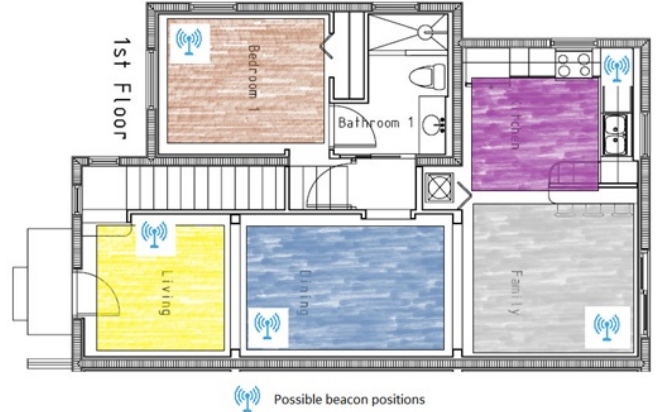 1st Floor
Bedroom 1
Bathroom 1
Kitchen
Living
Dining
Family
Possible beacon positions